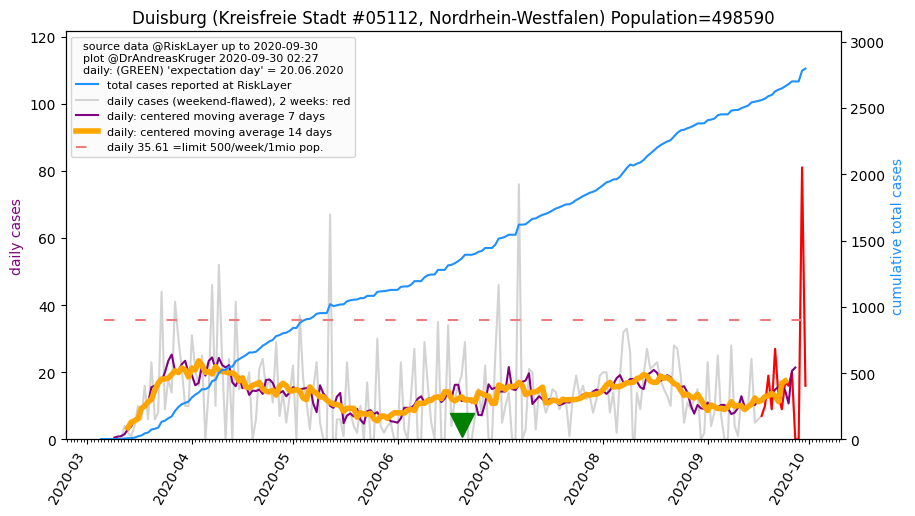 Duisburg (Kreisfreie Stadt #05112, Nordrhein-Westfalen) Population=498590
source data @RiskLayer up to 2020-09-30
plot @DrAndreasKruger 2020-09-30 02:27
daily: (GREEN) 'expectation day' = 20.06.2020
total cases reported at RiskLayer
daily cases (weekend-flawed), 2 weeks: red
daily: centered moving average 7 days
daily: centered moving average 14 days
daily 35.61 =limit 500/week/1mio pop.
daily cases
120
100
80
60
40
20
0
cumulative total cases
3000
2500
2000
1500
1000
500
0
2020-03
2020-04
2020-05
2020-06
2020-07
2020-08
2020-09
2020-10